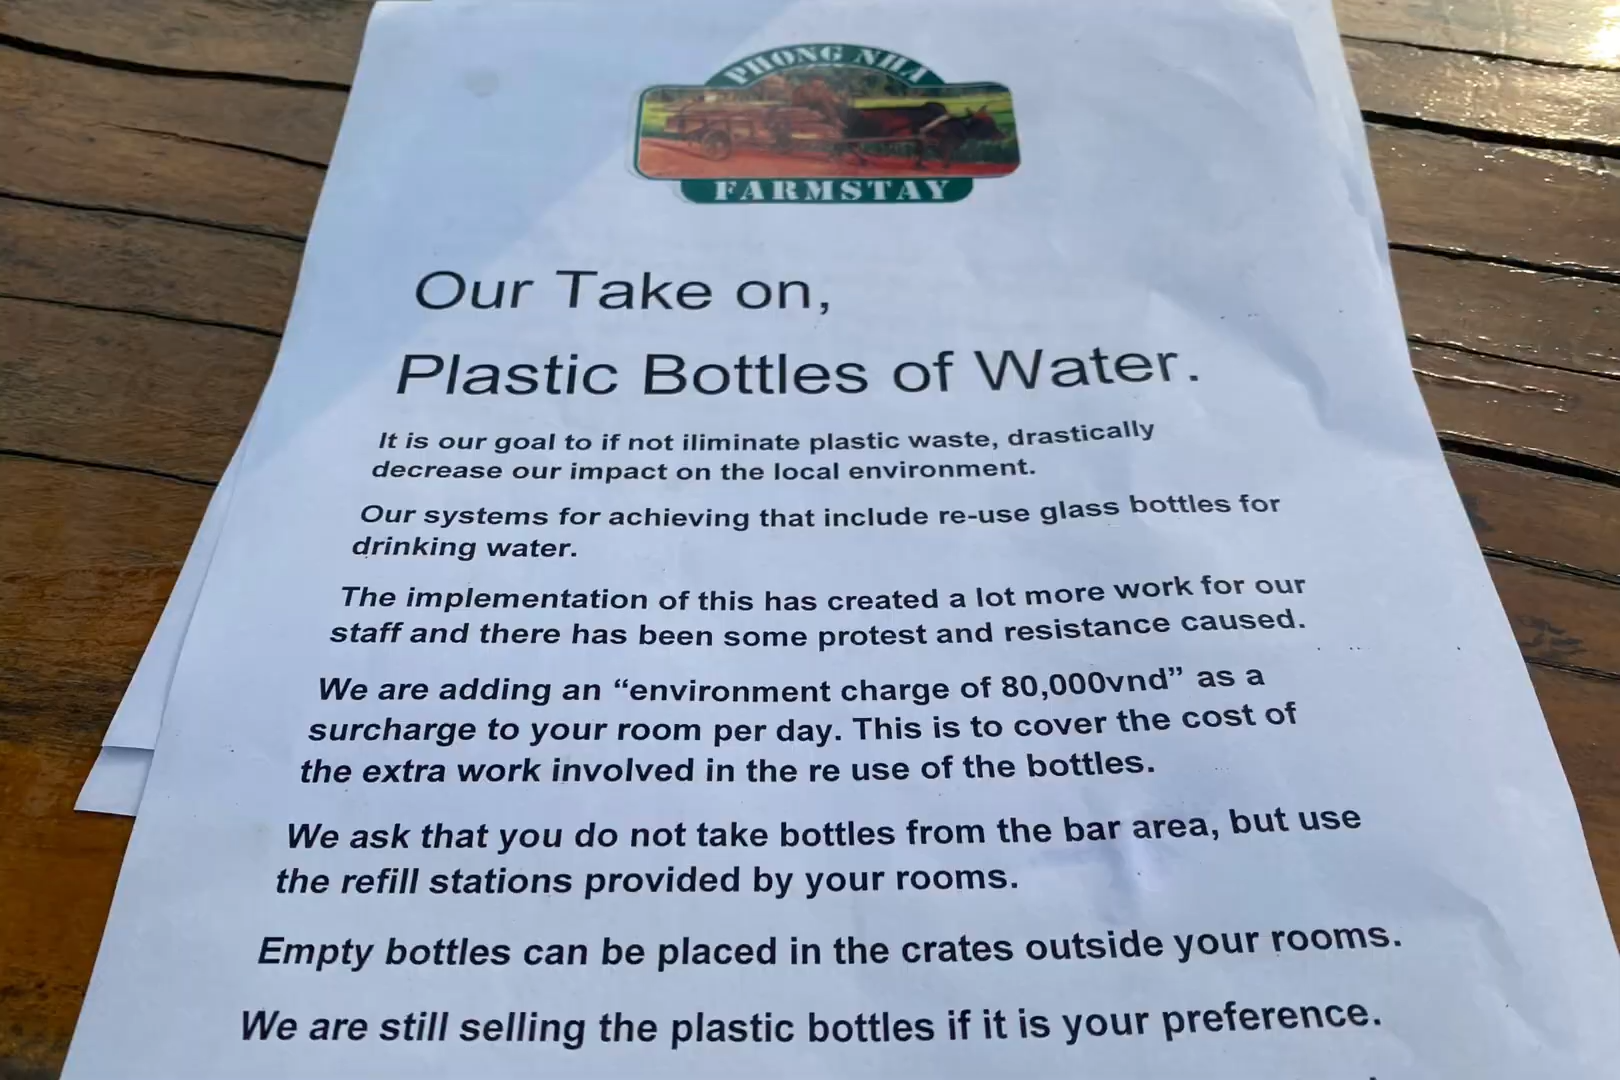 PHONG NHA
FARMSTAY
Our Take on,
Plastic Bottles of Water.
It is our goal to if not iliminate plastic waste, drastically
decrease our impact on the local environment.
Our systems for achieving that include re-use glass bottles for
drinking water.
The implementation of this has created a lot more work for our
staff and there has been some protest and resistance caused.
We are adding an “environment charge of 80,000vnd” as a
surcharge to your room per day. This is to cover the cost of
the extra work involved in the re use of the bottles.
We ask that you do not take bottles from the bar area, but use
the refill stations provided by your rooms.
Empty bottles can be placed in the crates outside your rooms.
We are still selling the plastic bottles if it is your preference.